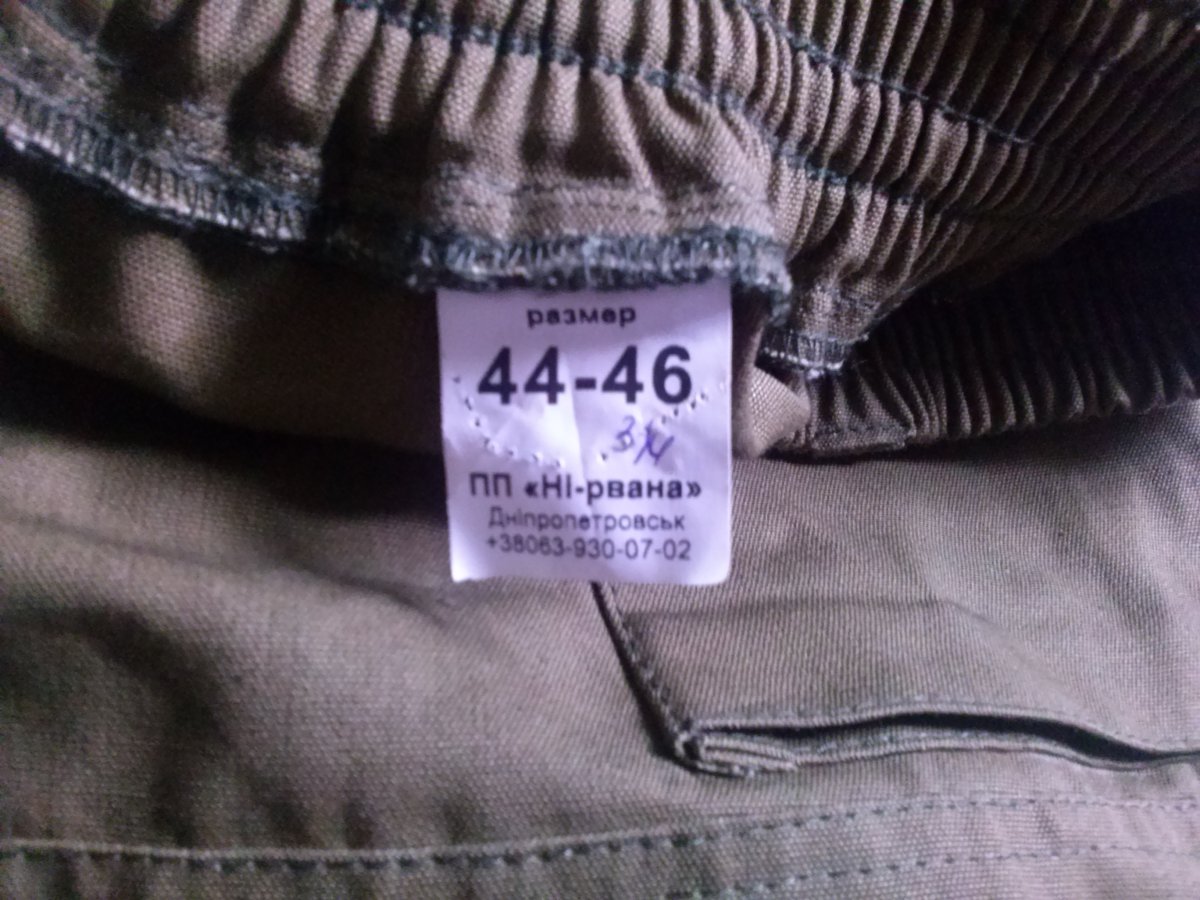 размер
44-46
3/4
ПП «НІ-рвана»
Дніпропетровськ
+38063-930-07-02